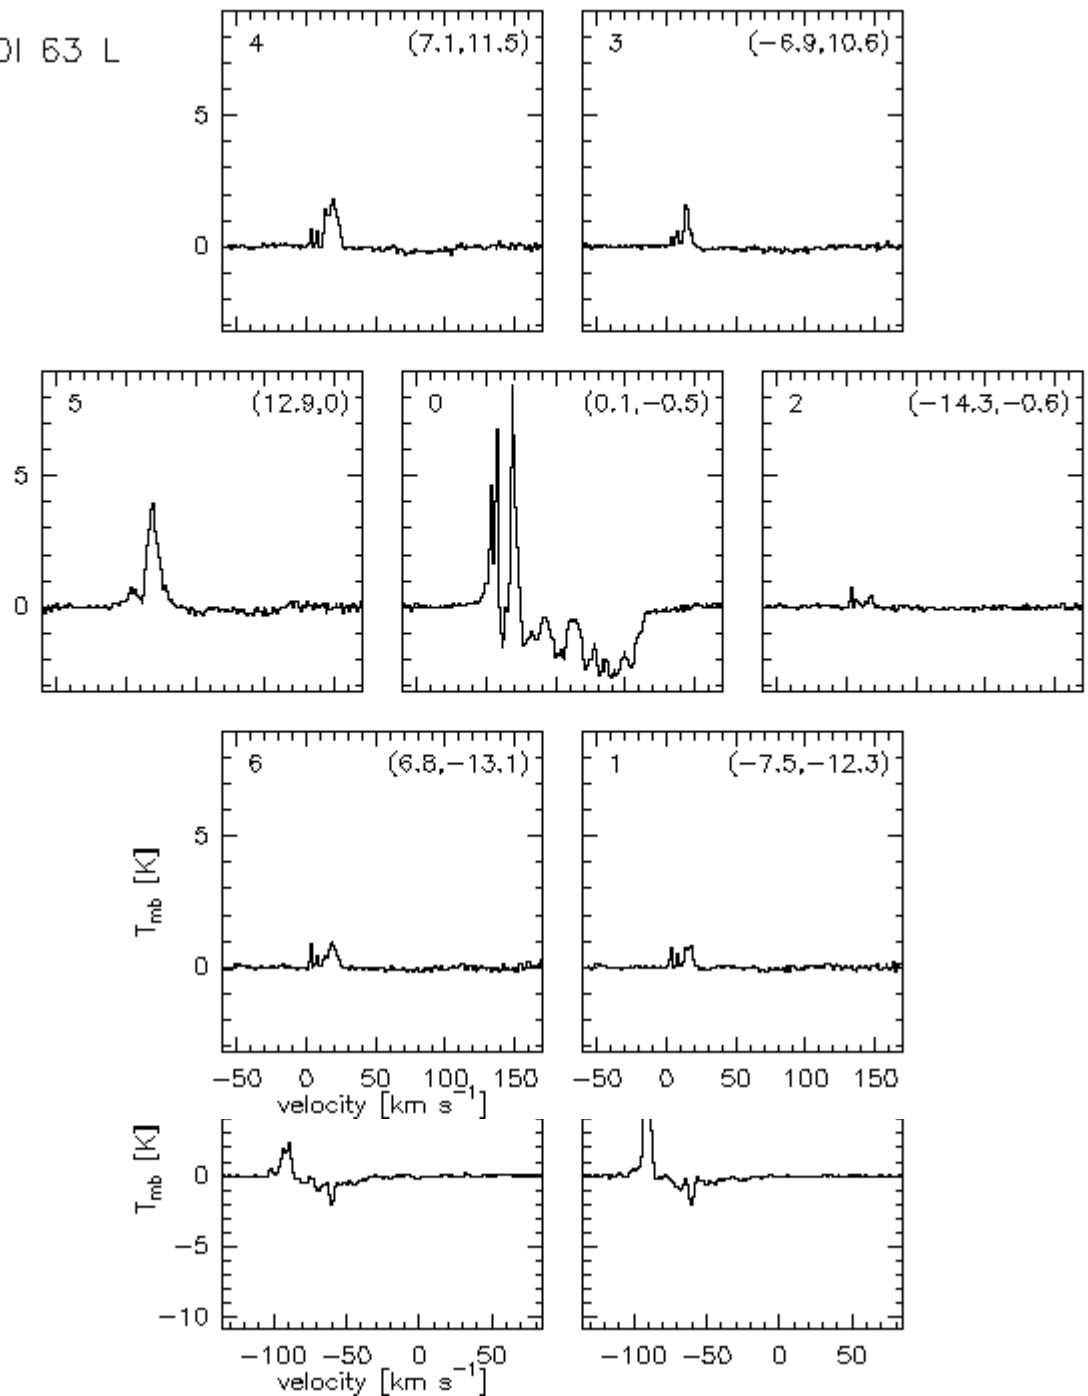 OI 63 L
4 (7.1,11.5) 3 (−6.9,10.6)
5
0
5 (12.9,0) 0 (0.1,−0.5) 2 (−14.3,−0.6)
5
0
6 (6.8,−13.1) 1 (−7.5,−12.3)
5
T_mb [K]
0
−50 0 50 100 150 −50 0 50 100 150
velocity [km s⁻¹]
T_mb [K]
0
−5
−10
−100 −50 0 50 −100 −50 0 50
velocity [km s⁻¹]